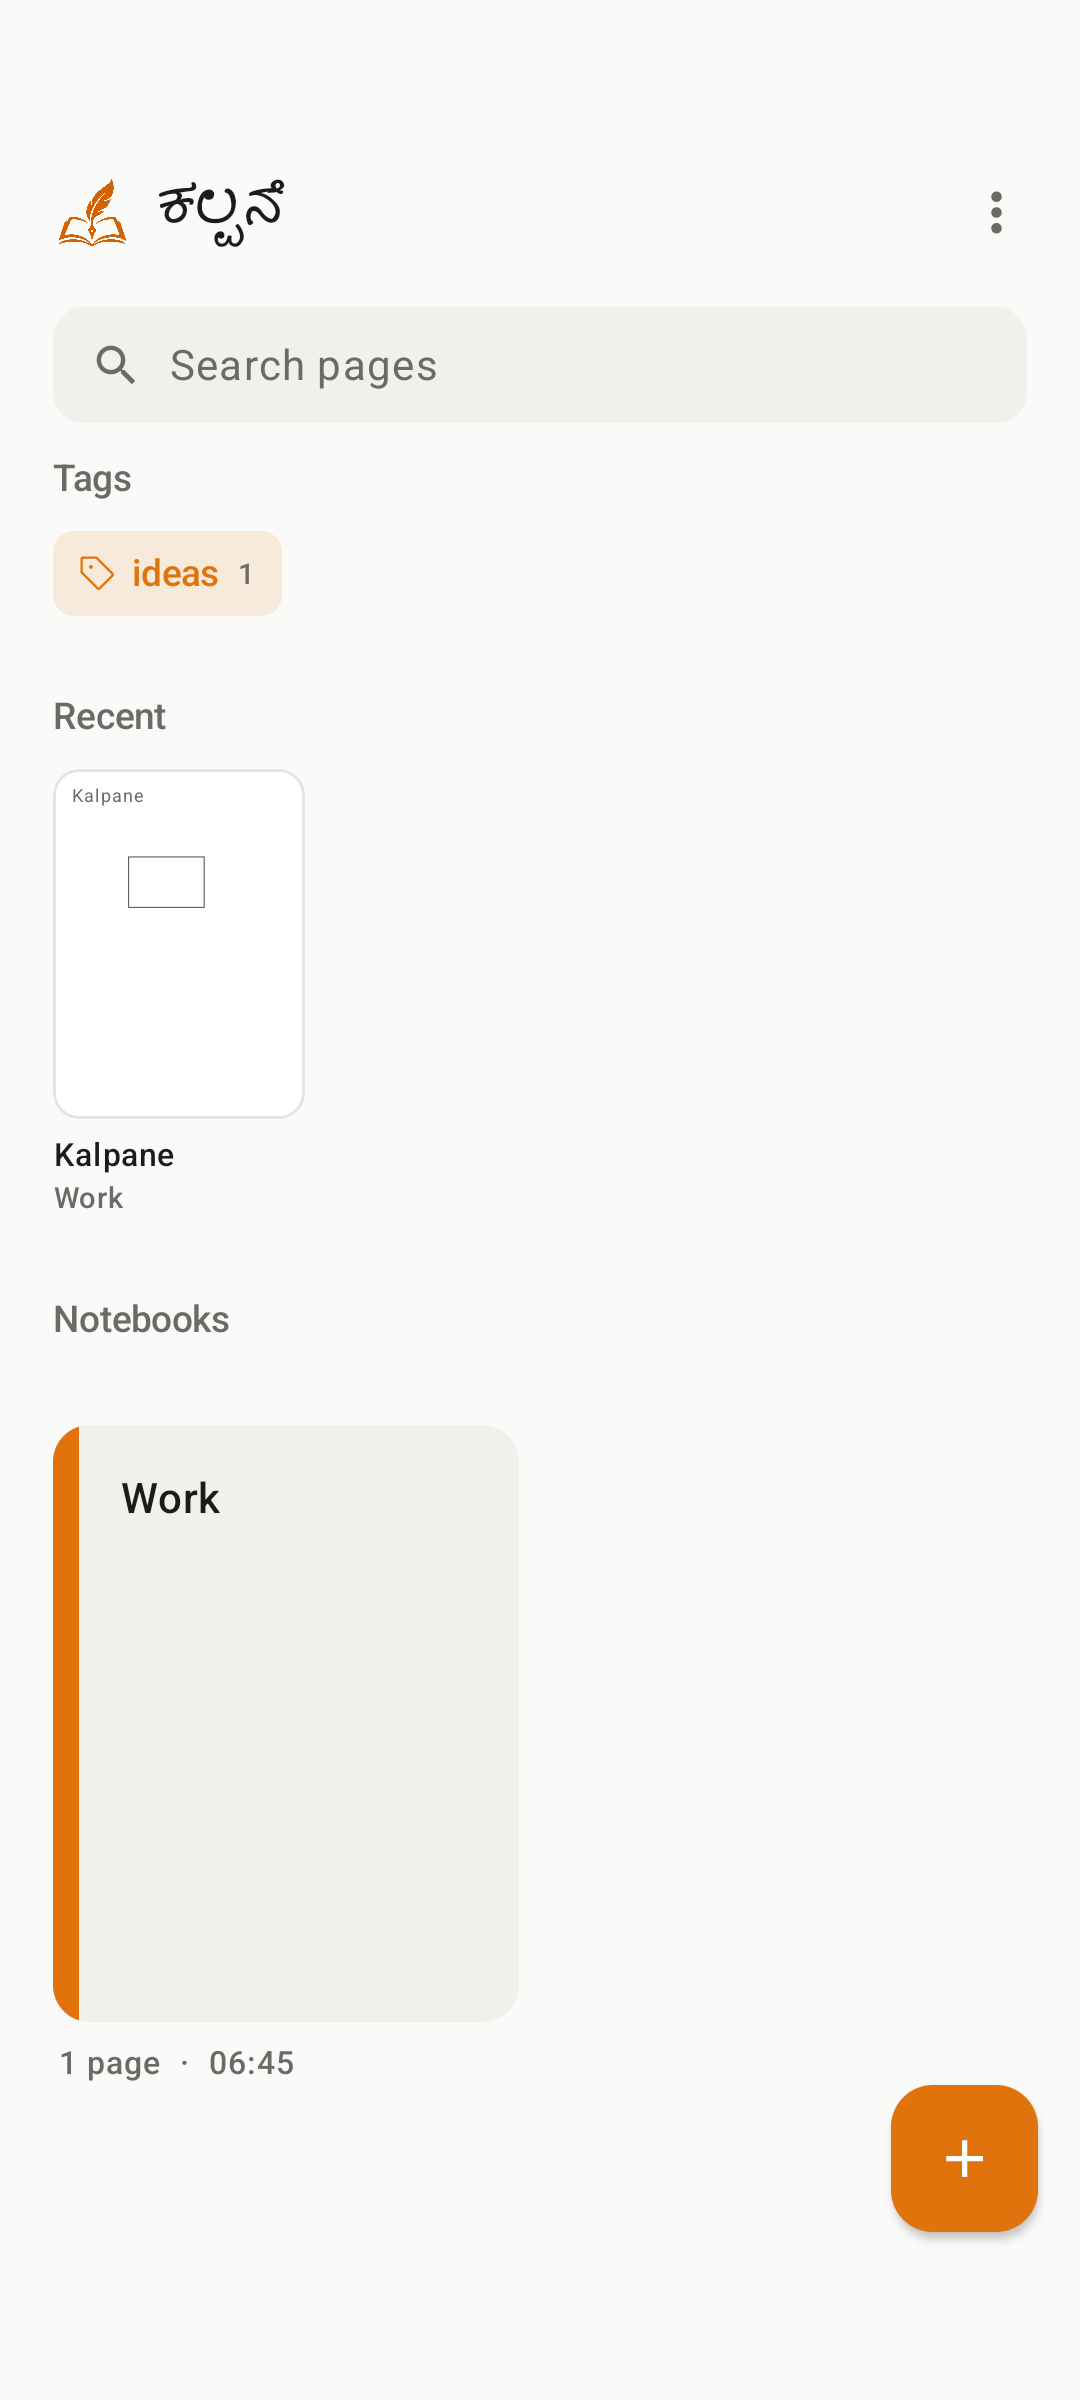 ಕಲ್ಪನೆ
Search pages
Tags
ideas 1
Recent
Kalpane
Kalpane
Work
Notebooks
Work
1 page · 06:45